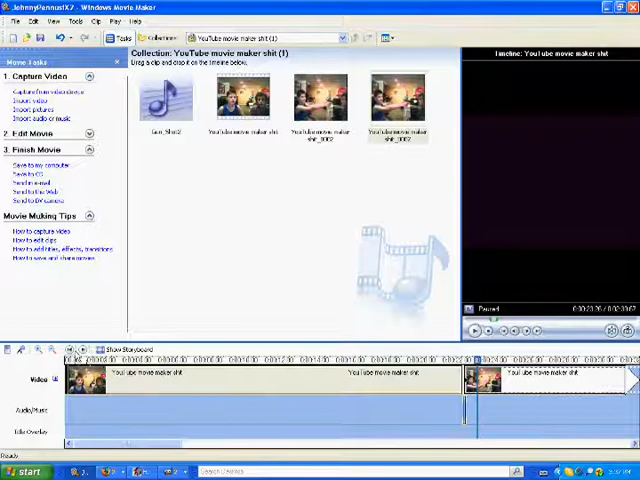 JohnnyPennustX7 - Windows Movie Maker
File Edit View Tools Clip Play Help
Tasks Collections YouTube movie maker shit (1)
Movie Tasks
Collection: YouTube movie maker shit (1)
Drag a clip and drop it on the timeline below.
Timeline: YouTube movie maker shit
1. Capture Video
Capture from video device
Import video
Import pictures
Import audio or music
2. Edit Movie
3. Finish Movie
Save to my computer
Save to CD
Send in e-mail
Send to the Web
Send to DV camera
Movie Making Tips
How to capture video
How to edit clips
How to add titles, effects, transitions
How to save and share movies
Gun_Shot2
YouTube movie maker shit
YouTube movie maker shit_0002
YouTube movie maker shit_0002
Paused
Show Storyboard
Video
YouTube movie maker shit
YouTube movie maker shit
YouTube movie maker shit
Audio/Music
Title Overlay
Ready
start
Search Desktop